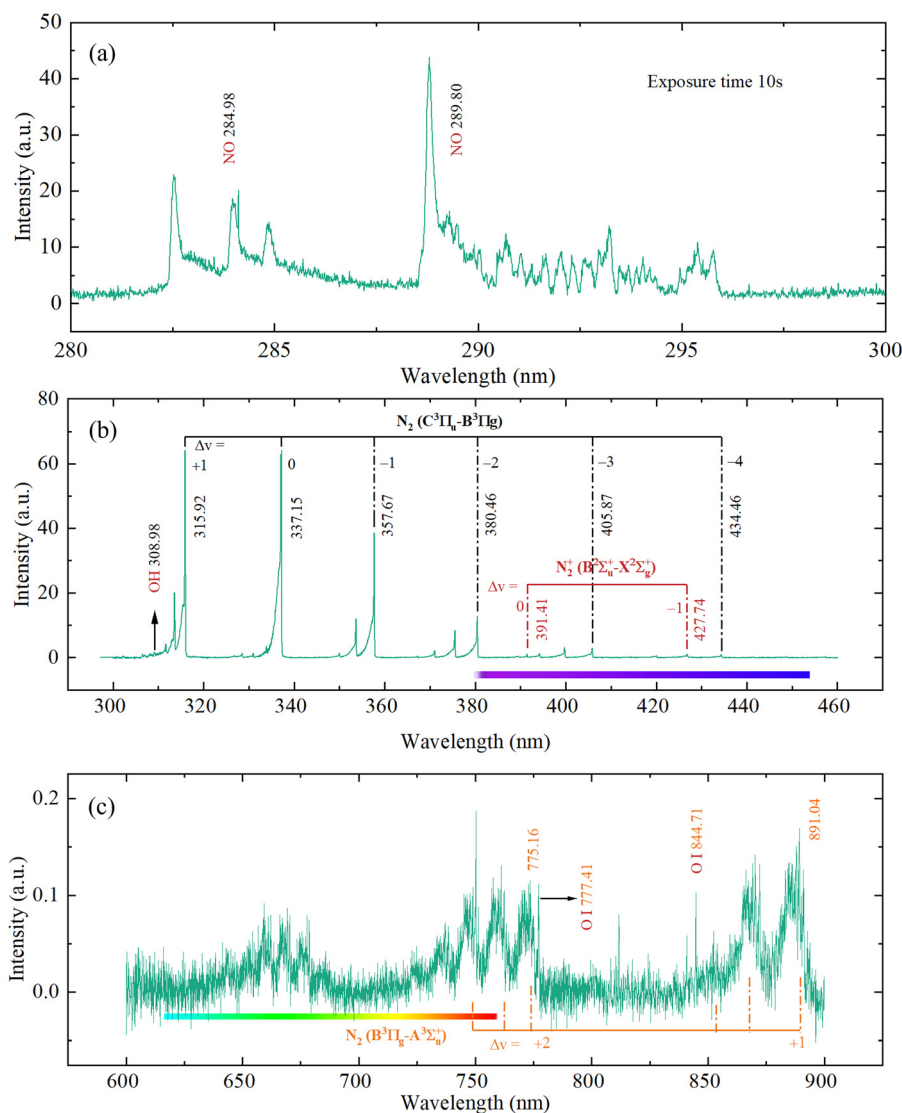 (a)
Exposure time 10s
NO 284.98
NO 289.80
Intensity (a.u.)
50
40
30
20
10
0
280 285 290 295 300
Wavelength (nm)
(b)
N₂ (C³Πᵤ-B³Πg)
Δv =
+1 0 −1 −2 −3 −4
OH 308.98
315.92
337.15
357.67
380.46
405.87
434.46
N₂⁺ (B²Σᵤ⁺-X²Σg⁺)
Δv =
0 −1
391.41
427.74
Intensity (a.u.)
80
60
40
20
0
300 320 340 360 380 400 420 440 460
Wavelength (nm)
(c)
775.16
O I 777.41
O I 844.71
891.04
N₂ (B³Πg-A³Σᵤ⁺)
Δv = +2 +1
Intensity (a.u.)
0.2
0.1
0.0
600 650 700 750 800 850 900
Wavelength (nm)